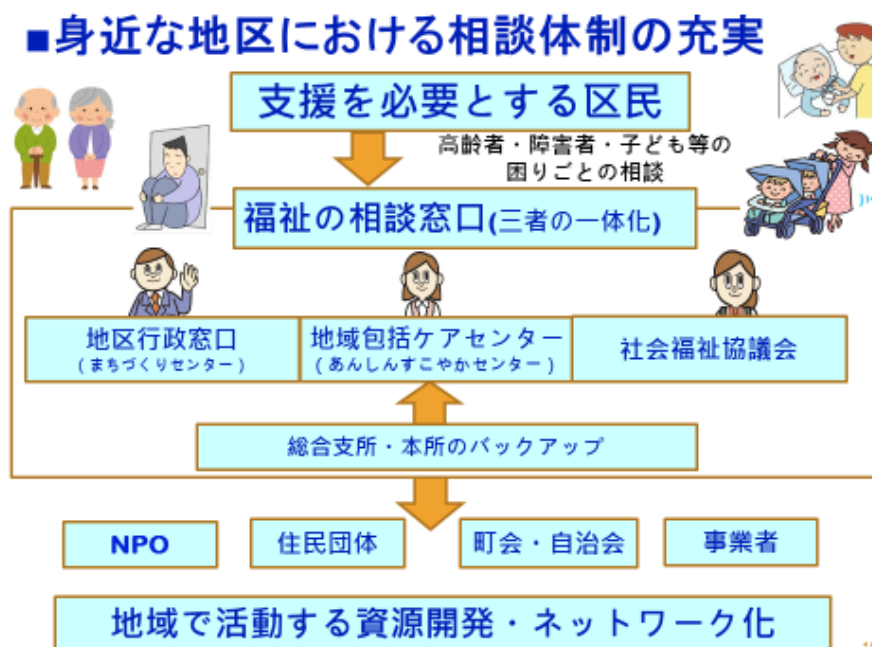 ■身近な地区における相談体制の充実
支援を必要とする区民
高齢者・障害者・子ども等の
困りごとの相談
福祉の相談窓口(三者の一体化)
地区行政窓口
(まちづくりセンター)
地域包括ケアセンター
(あんしんすこやかセンター)
社会福祉協議会
総合支所・本所のバックアップ
NPO
住民団体
町会・自治会
事業者
地域で活動する資源開発・ネットワーク化